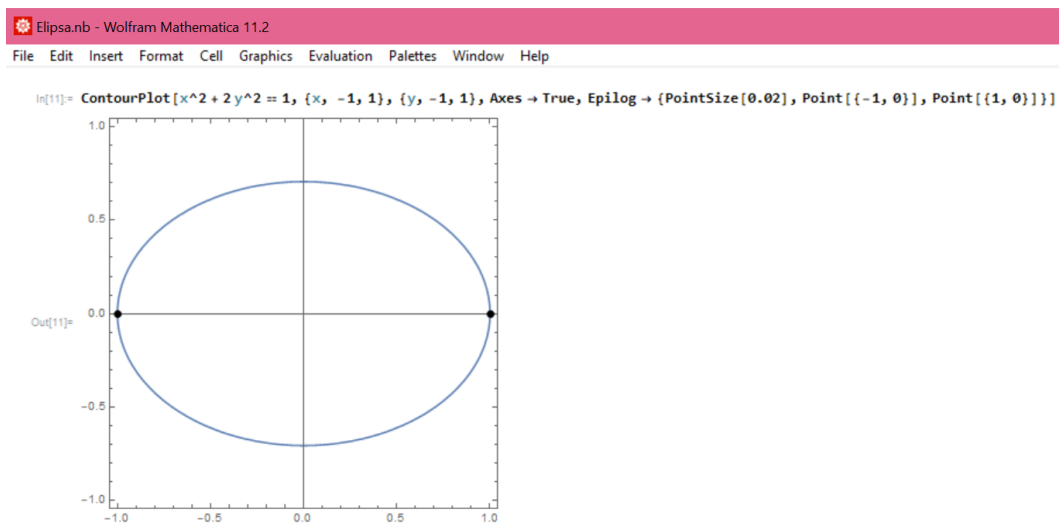 Elipsa.nb - Wolfram Mathematica 11.2
File Edit Insert Format Cell Graphics Evaluation Palettes Window Help
In[11]:= ContourPlot[x^2 + 2 y^2 == 1, {x, -1, 1}, {y, -1, 1}, Axes → True, Epilog → {PointSize[0.02], Point[{-1, 0}], Point[{1, 0}]}]
1.0
0.5
Out[11]= 0.0
-0.5
-1.0
-1.0 -0.5 0.0 0.5 1.0